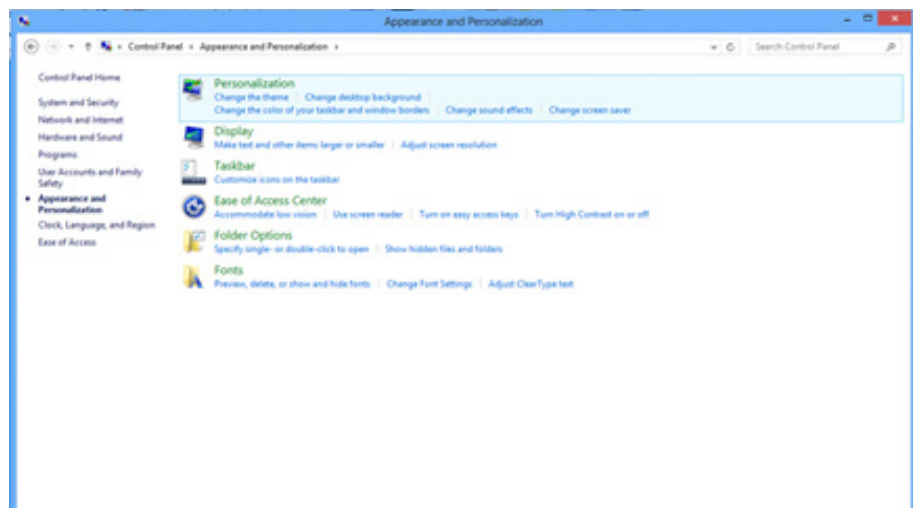 Appearance and Personalization
Control Panel Appearance and Personalization
Search Control Panel
Control Panel Home
System and Security
Network and Internet
Hardware and Sound
Programs
User Accounts and Family
Safety
Appearance and
Personalization
Clock, Language, and Region
Ease of Access
Personalization
Change the theme Change desktop background
Change the color of your taskbar and window borders Change sound effects Change screen saver
Display
Make text and other items larger or smaller Adjust screen resolution
Taskbar
Customize icons on the taskbar
Ease of Access Center
Accommodate low vision Use screen reader Turn on easy access keys Turn High Contrast on or off
Folder Options
Specify single- or double-click to open Show hidden files and folders
Fonts
Preview, delete, or show and hide fonts Change Font Settings Adjust ClearType text